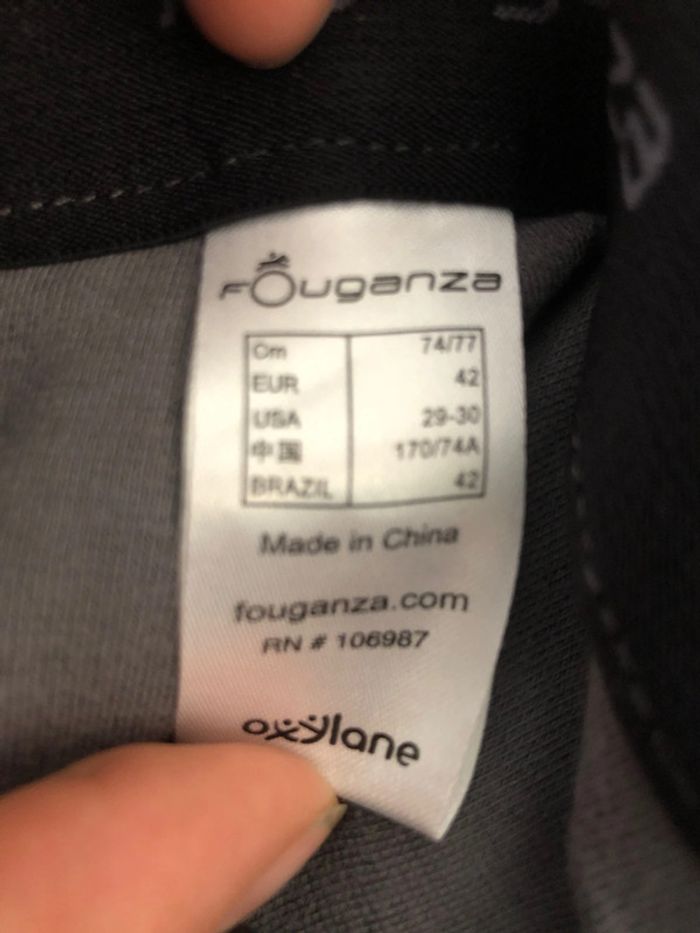 FOuganza
Cm 74/77
EUR 42
USA 29-30
中国 170/74A
BRAZIL 42
Made in China
fouganza.com
RN # 106987
oxylane